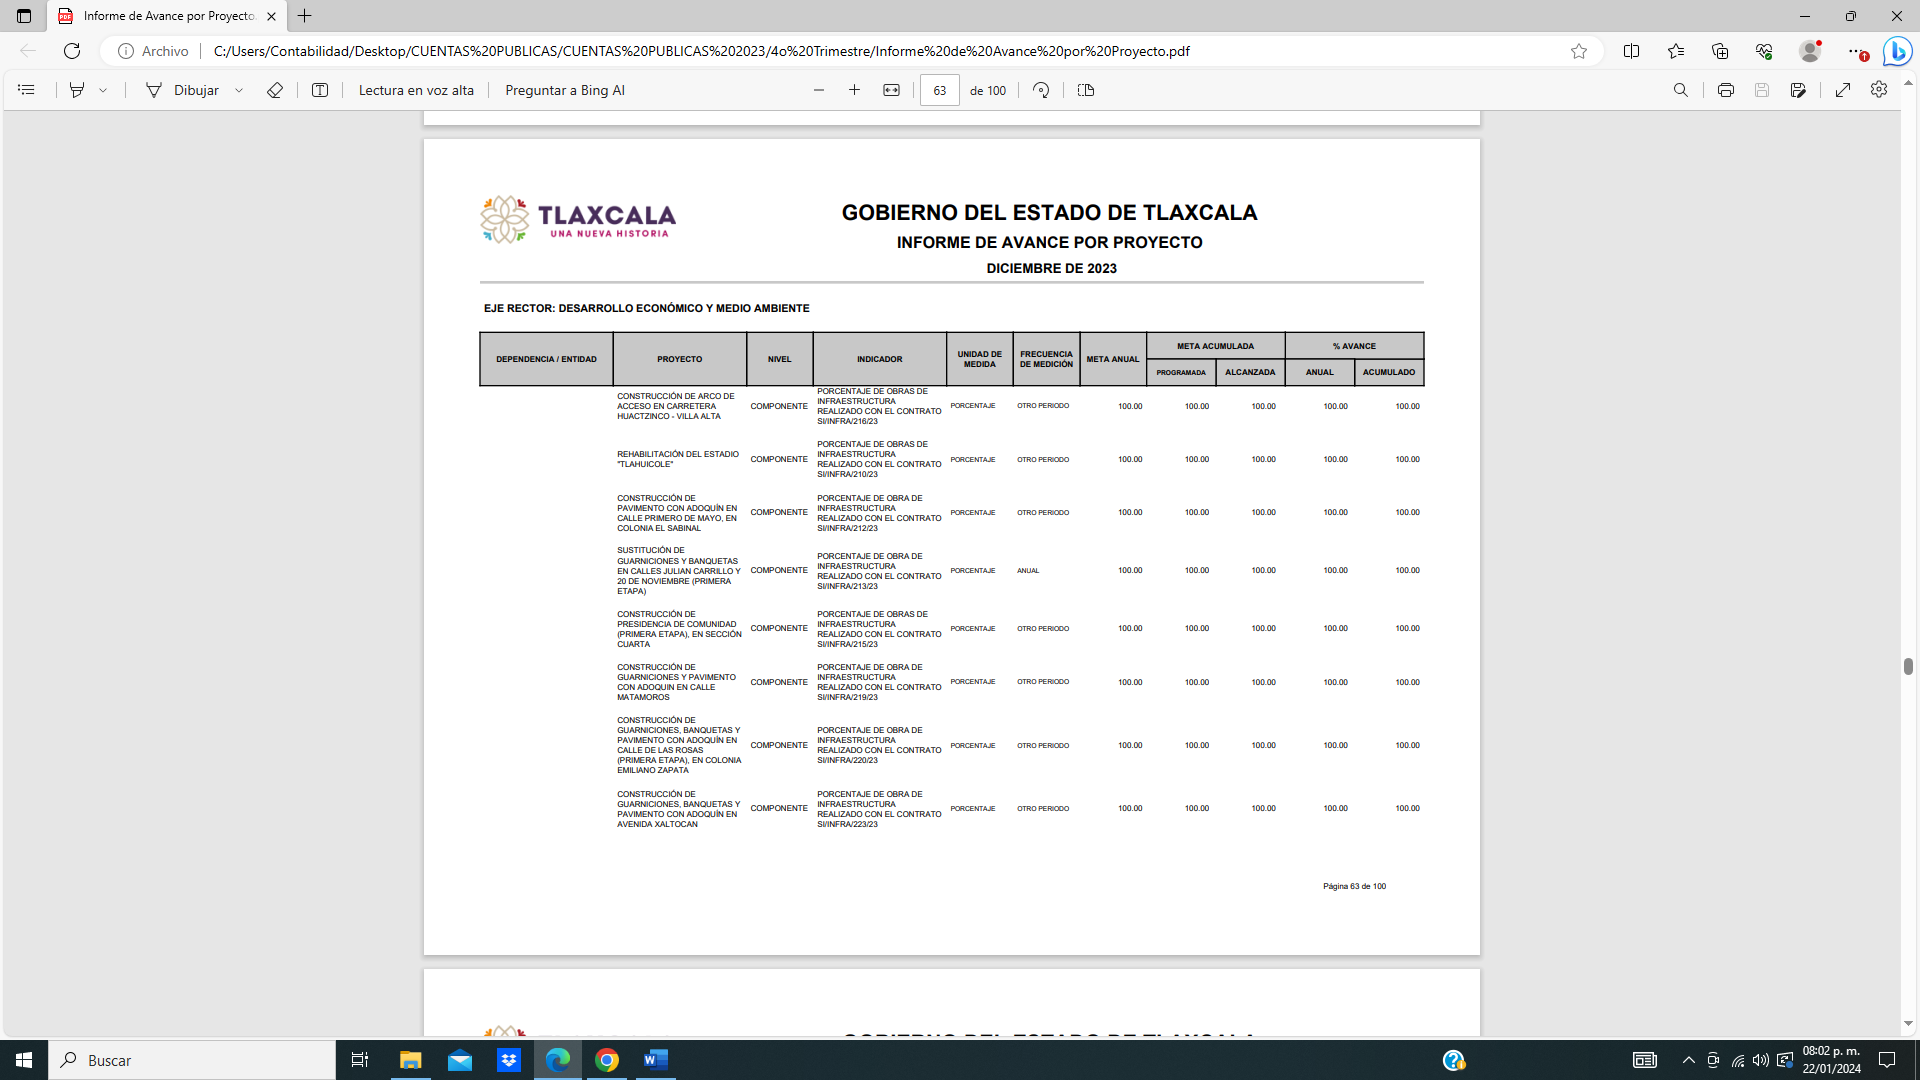 Informe de Avance por Proyecto.
Archivo
C:/Users/Contabilidad/Desktop/CUENTAS%20PUBLICAS/CUENTAS%20PUBLICAS%202023/4o%20Trimestre/Informe%20de%20Avance%20por%20Proyecto.pdf
Dibujar
Lectura en voz alta
Preguntar a Bing AI
63
de 100
TLAXCALA
UNA NUEVA HISTORIA
GOBIERNO DEL ESTADO DE TLAXCALA
INFORME DE AVANCE POR PROYECTO
DICIEMBRE DE 2023
EJE RECTOR: DESARROLLO ECONÓMICO Y MEDIO AMBIENTE
DEPENDENCIA / ENTIDAD
PROYECTO
NIVEL
INDICADOR
UNIDAD DE
MEDIDA
FRECUENCIA
DE MEDICIÓN
META ANUAL
META ACUMULADA
PROGRAMADA
ALCANZADA
% AVANCE
ANUAL
ACUMULADO
CONSTRUCCIÓN DE ARCO DE
ACCESO EN CARRETERA
HUACTZINCO - VILLA ALTA
COMPONENTE
PORCENTAJE DE OBRAS DE
INFRAESTRUCTURA
REALIZADO CON EL CONTRATO
SI/INFRA/216/23
PORCENTAJE
OTRO PERIODO
100.00
100.00
100.00
100.00
100.00
REHABILITACIÓN DEL ESTADIO
"TLAHUICOLE"
COMPONENTE
PORCENTAJE DE OBRAS DE
INFRAESTRUCTURA
REALIZADO CON EL CONTRATO
SI/INFRA/210/23
PORCENTAJE
OTRO PERIODO
100.00
100.00
100.00
100.00
100.00
CONSTRUCCIÓN DE
PAVIMENTO CON ADOQUÍN EN
CALLE PRIMERO DE MAYO, EN
COLONIA EL SABINAL
COMPONENTE
PORCENTAJE DE OBRA DE
INFRAESTRUCTURA
REALIZADO CON EL CONTRATO
SI/INFRA/212/23
PORCENTAJE
OTRO PERIODO
100.00
100.00
100.00
100.00
100.00
SUSTITUCIÓN DE
GUARNICIONES Y BANQUETAS
EN CALLES JULIAN CARRILLO Y
20 DE NOVIEMBRE (PRIMERA
ETAPA)
COMPONENTE
PORCENTAJE DE OBRA DE
INFRAESTRUCTURA
REALIZADO CON EL CONTRATO
SI/INFRA/213/23
PORCENTAJE
ANUAL
100.00
100.00
100.00
100.00
100.00
CONSTRUCCIÓN DE
PRESIDENCIA DE COMUNIDAD
(PRIMERA ETAPA), EN SECCIÓN
CUARTA
COMPONENTE
PORCENTAJE DE OBRAS DE
INFRAESTRUCTURA
REALIZADO CON EL CONTRATO
SI/INFRA/215/23
PORCENTAJE
OTRO PERIODO
100.00
100.00
100.00
100.00
100.00
CONSTRUCCIÓN DE
GUARNICIONES Y PAVIMENTO
CON ADOQUIN EN CALLE
MATAMOROS
COMPONENTE
PORCENTAJE DE OBRA DE
INFRAESTRUCTURA
REALIZADO CON EL CONTRATO
SI/INFRA/219/23
PORCENTAJE
OTRO PERIODO
100.00
100.00
100.00
100.00
100.00
CONSTRUCCIÓN DE
GUARNICIONES, BANQUETAS Y
PAVIMENTO CON ADOQUÍN EN
CALLE DE LAS ROSAS
(PRIMERA ETAPA), EN COLONIA
EMILIANO ZAPATA
COMPONENTE
PORCENTAJE DE OBRA DE
INFRAESTRUCTURA
REALIZADO CON EL CONTRATO
SI/INFRA/220/23
PORCENTAJE
OTRO PERIODO
100.00
100.00
100.00
100.00
100.00
CONSTRUCCIÓN DE
GUARNICIONES, BANQUETAS Y
PAVIMENTO CON ADOQUÍN EN
AVENIDA XALTOCAN
COMPONENTE
PORCENTAJE DE OBRA DE
INFRAESTRUCTURA
REALIZADO CON EL CONTRATO
SI/INFRA/223/23
PORCENTAJE
OTRO PERIODO
100.00
100.00
100.00
100.00
100.00
Página 63 de 100
GOBIERNO DEL ESTADO DE TLAXCALA
Buscar
08:02 p. m.
22/01/2024